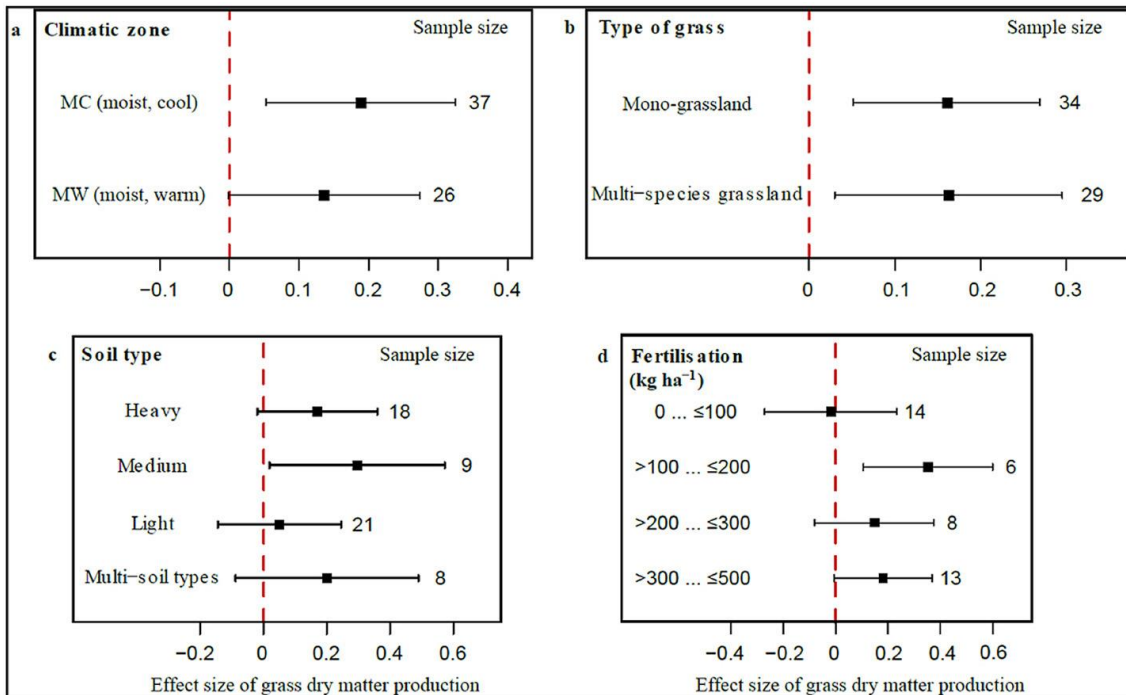 a Climatic zone Sample size
MC (moist, cool) 37
MW (moist, warm) 26
−0.1 0 0.1 0.2 0.3 0.4
b Type of grass Sample size
Mono-grassland 34
Multi−species grassland 29
0 0.1 0.2 0.3
c Soil type Sample size
Heavy 18
Medium 9
Light 21
Multi−soil types 8
−0.2 0 0.2 0.4 0.6
Effect size of grass dry matter production
d Fertilisation Sample size
(kg ha⁻¹)
0 ... ≤100 14
>100 ... ≤200 6
>200 ... ≤300 8
>300 ... ≤500 13
−0.4 −0.2 0 0.2 0.4 0.6
Effect size of grass dry matter production